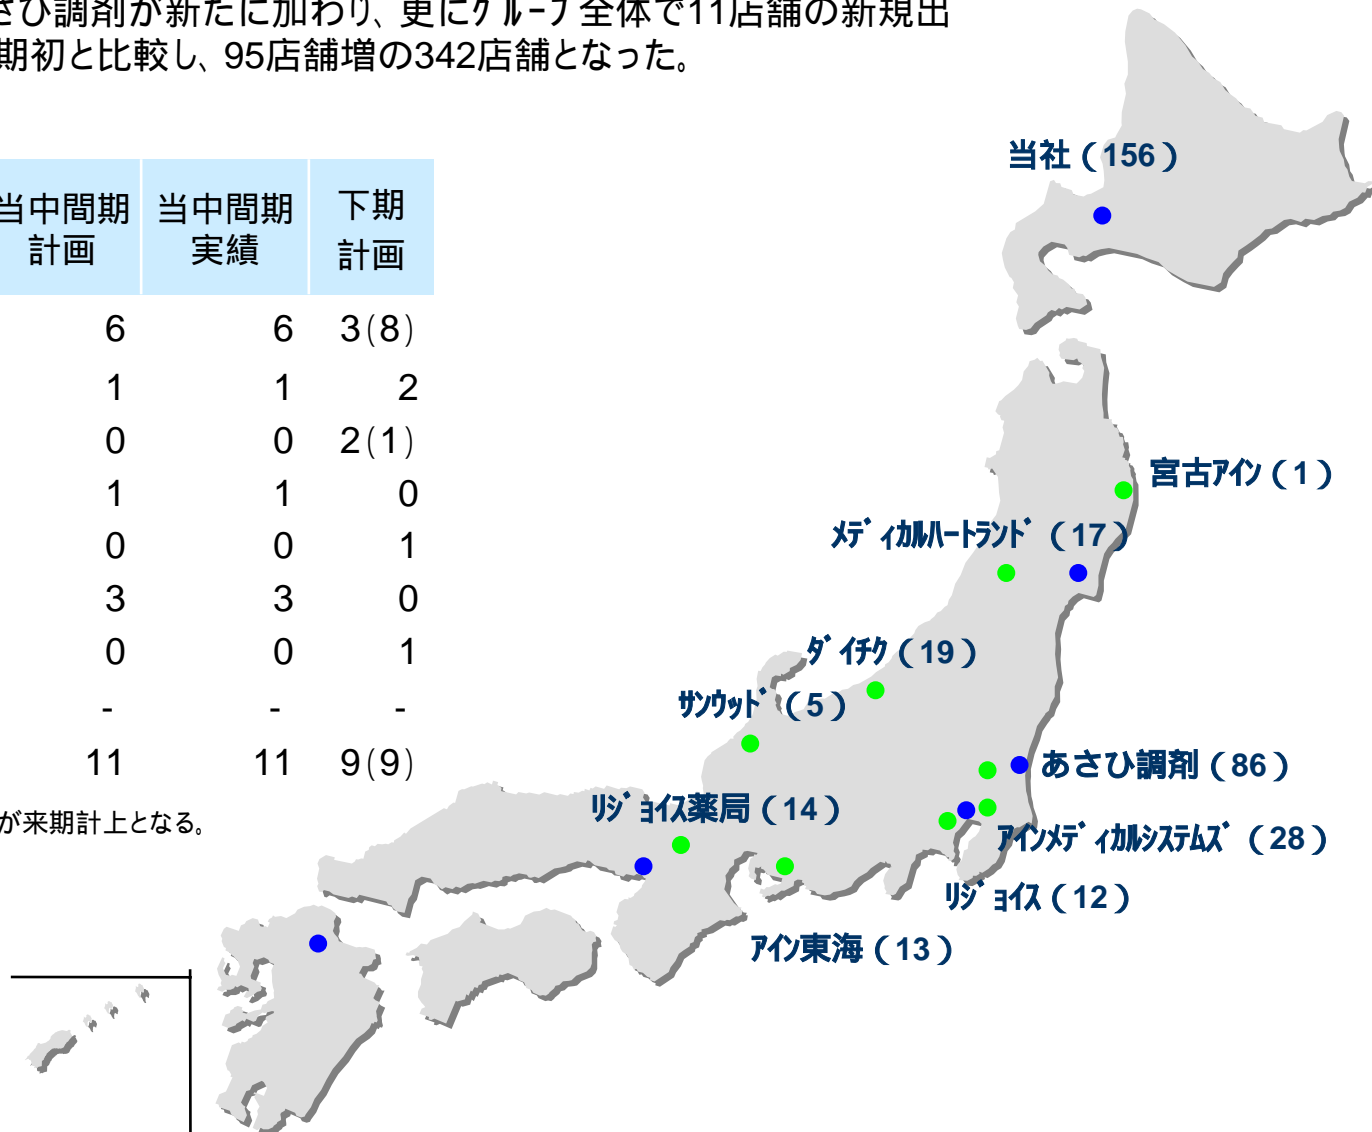 さひ調剤が新たに加わり、更にグループ全体で11店舗の新規出
期初と比較し、95店舗増の342店舗となった。
当中間期計画 当中間期実績 下期計画
6 6 3(8)
1 1 2
0 0 2(1)
1 1 0
0 0 1
3 3 0
0 0 1
- - -
11 11 9(9)
が来期計上となる。
当社(156)
宮古アイン(1)
メディカルハートランド(17)
ダイチク(19)
サンウッド(5)
あさひ調剤(86)
リジョイス薬局(14)
アインメディカルシステムズ(28)
リジョイス(12)
アイン東海(13)